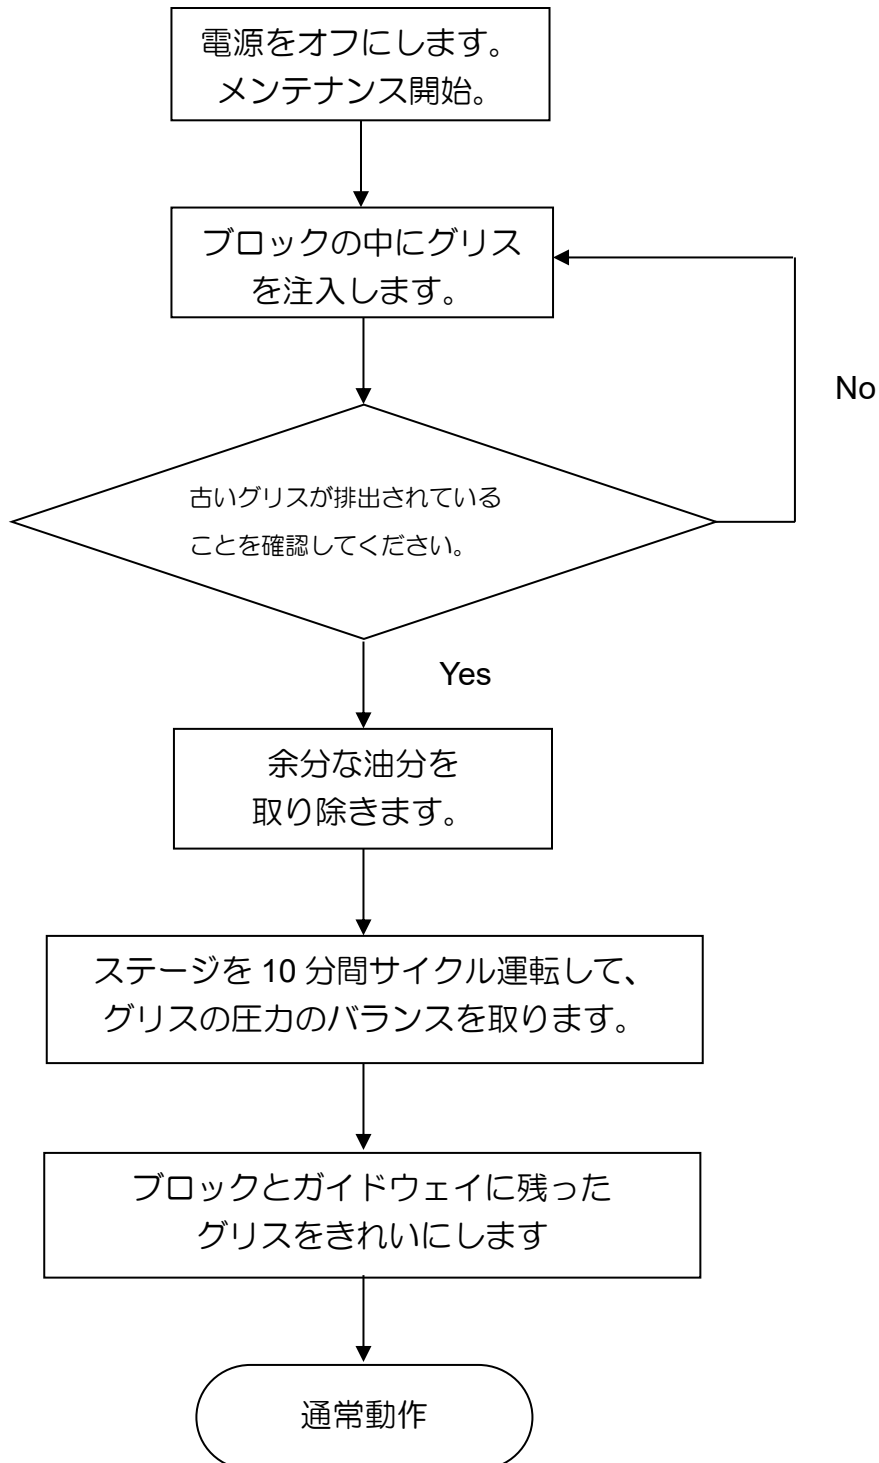 電源をオフにします。
メンテナンス開始。
ブロックの中にグリス
を注入します。
No
古いグリスが排出されている
ことを確認してください。
Yes
余分な油分を
取り除きます。
ステージを 10 分間サイクル運転して、
グリスの圧力のバランスを取ります。
ブロックとガイドウェイに残った
グリスをきれいにします
通常動作